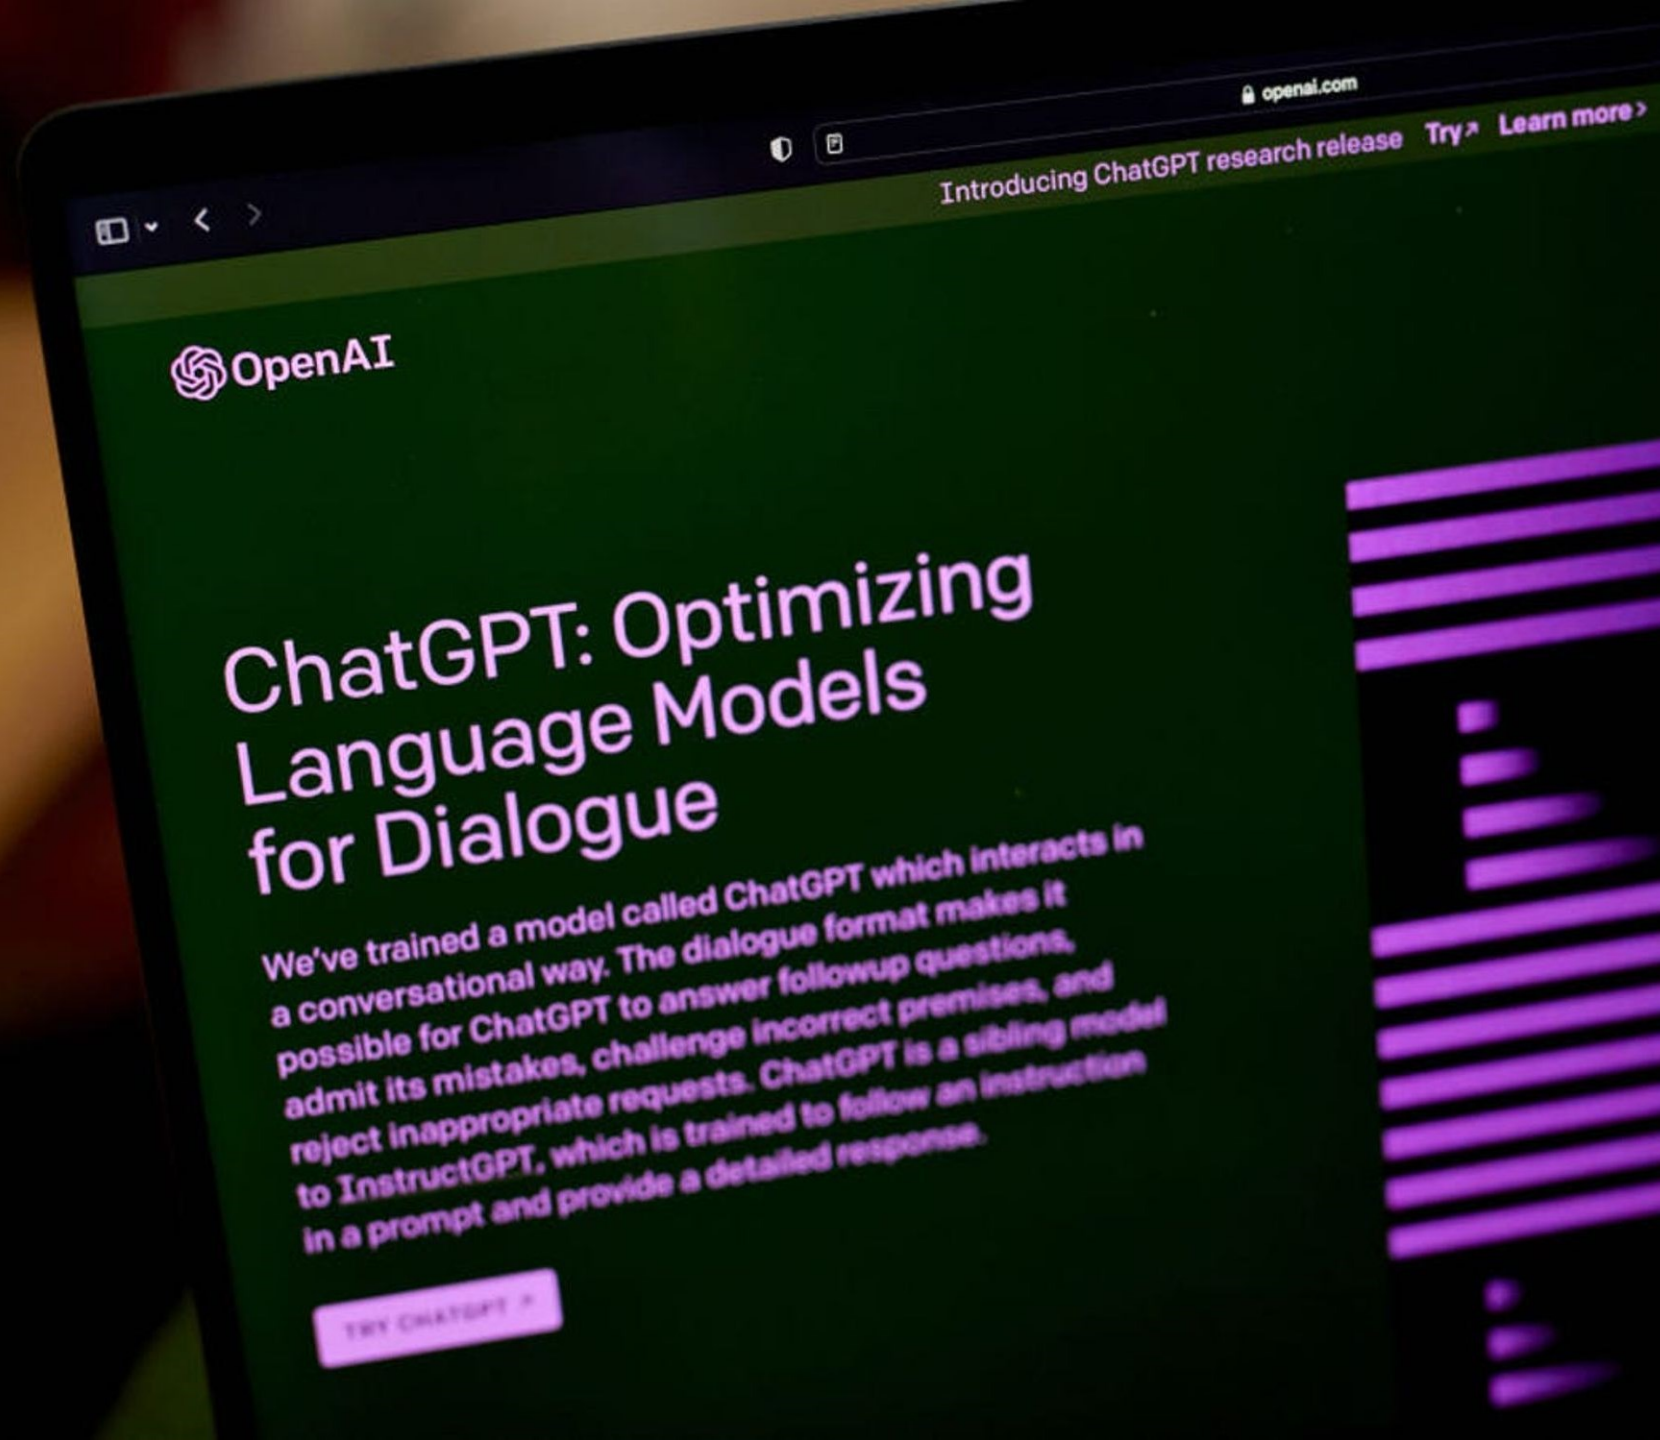 openai.com
Introducing ChatGPT research release Try↗ Learn more >
OpenAI
ChatGPT: Optimizing
Language Models
for Dialogue
We've trained a model called ChatGPT which interacts in
a conversational way. The dialogue format makes it
possible for ChatGPT to answer followup questions,
admit its mistakes, challenge incorrect premises, and
reject inappropriate requests. ChatGPT is a sibling model
to InstructGPT, which is trained to follow an instruction
in a prompt and provide a detailed response.
TRY CHATGPT ↗